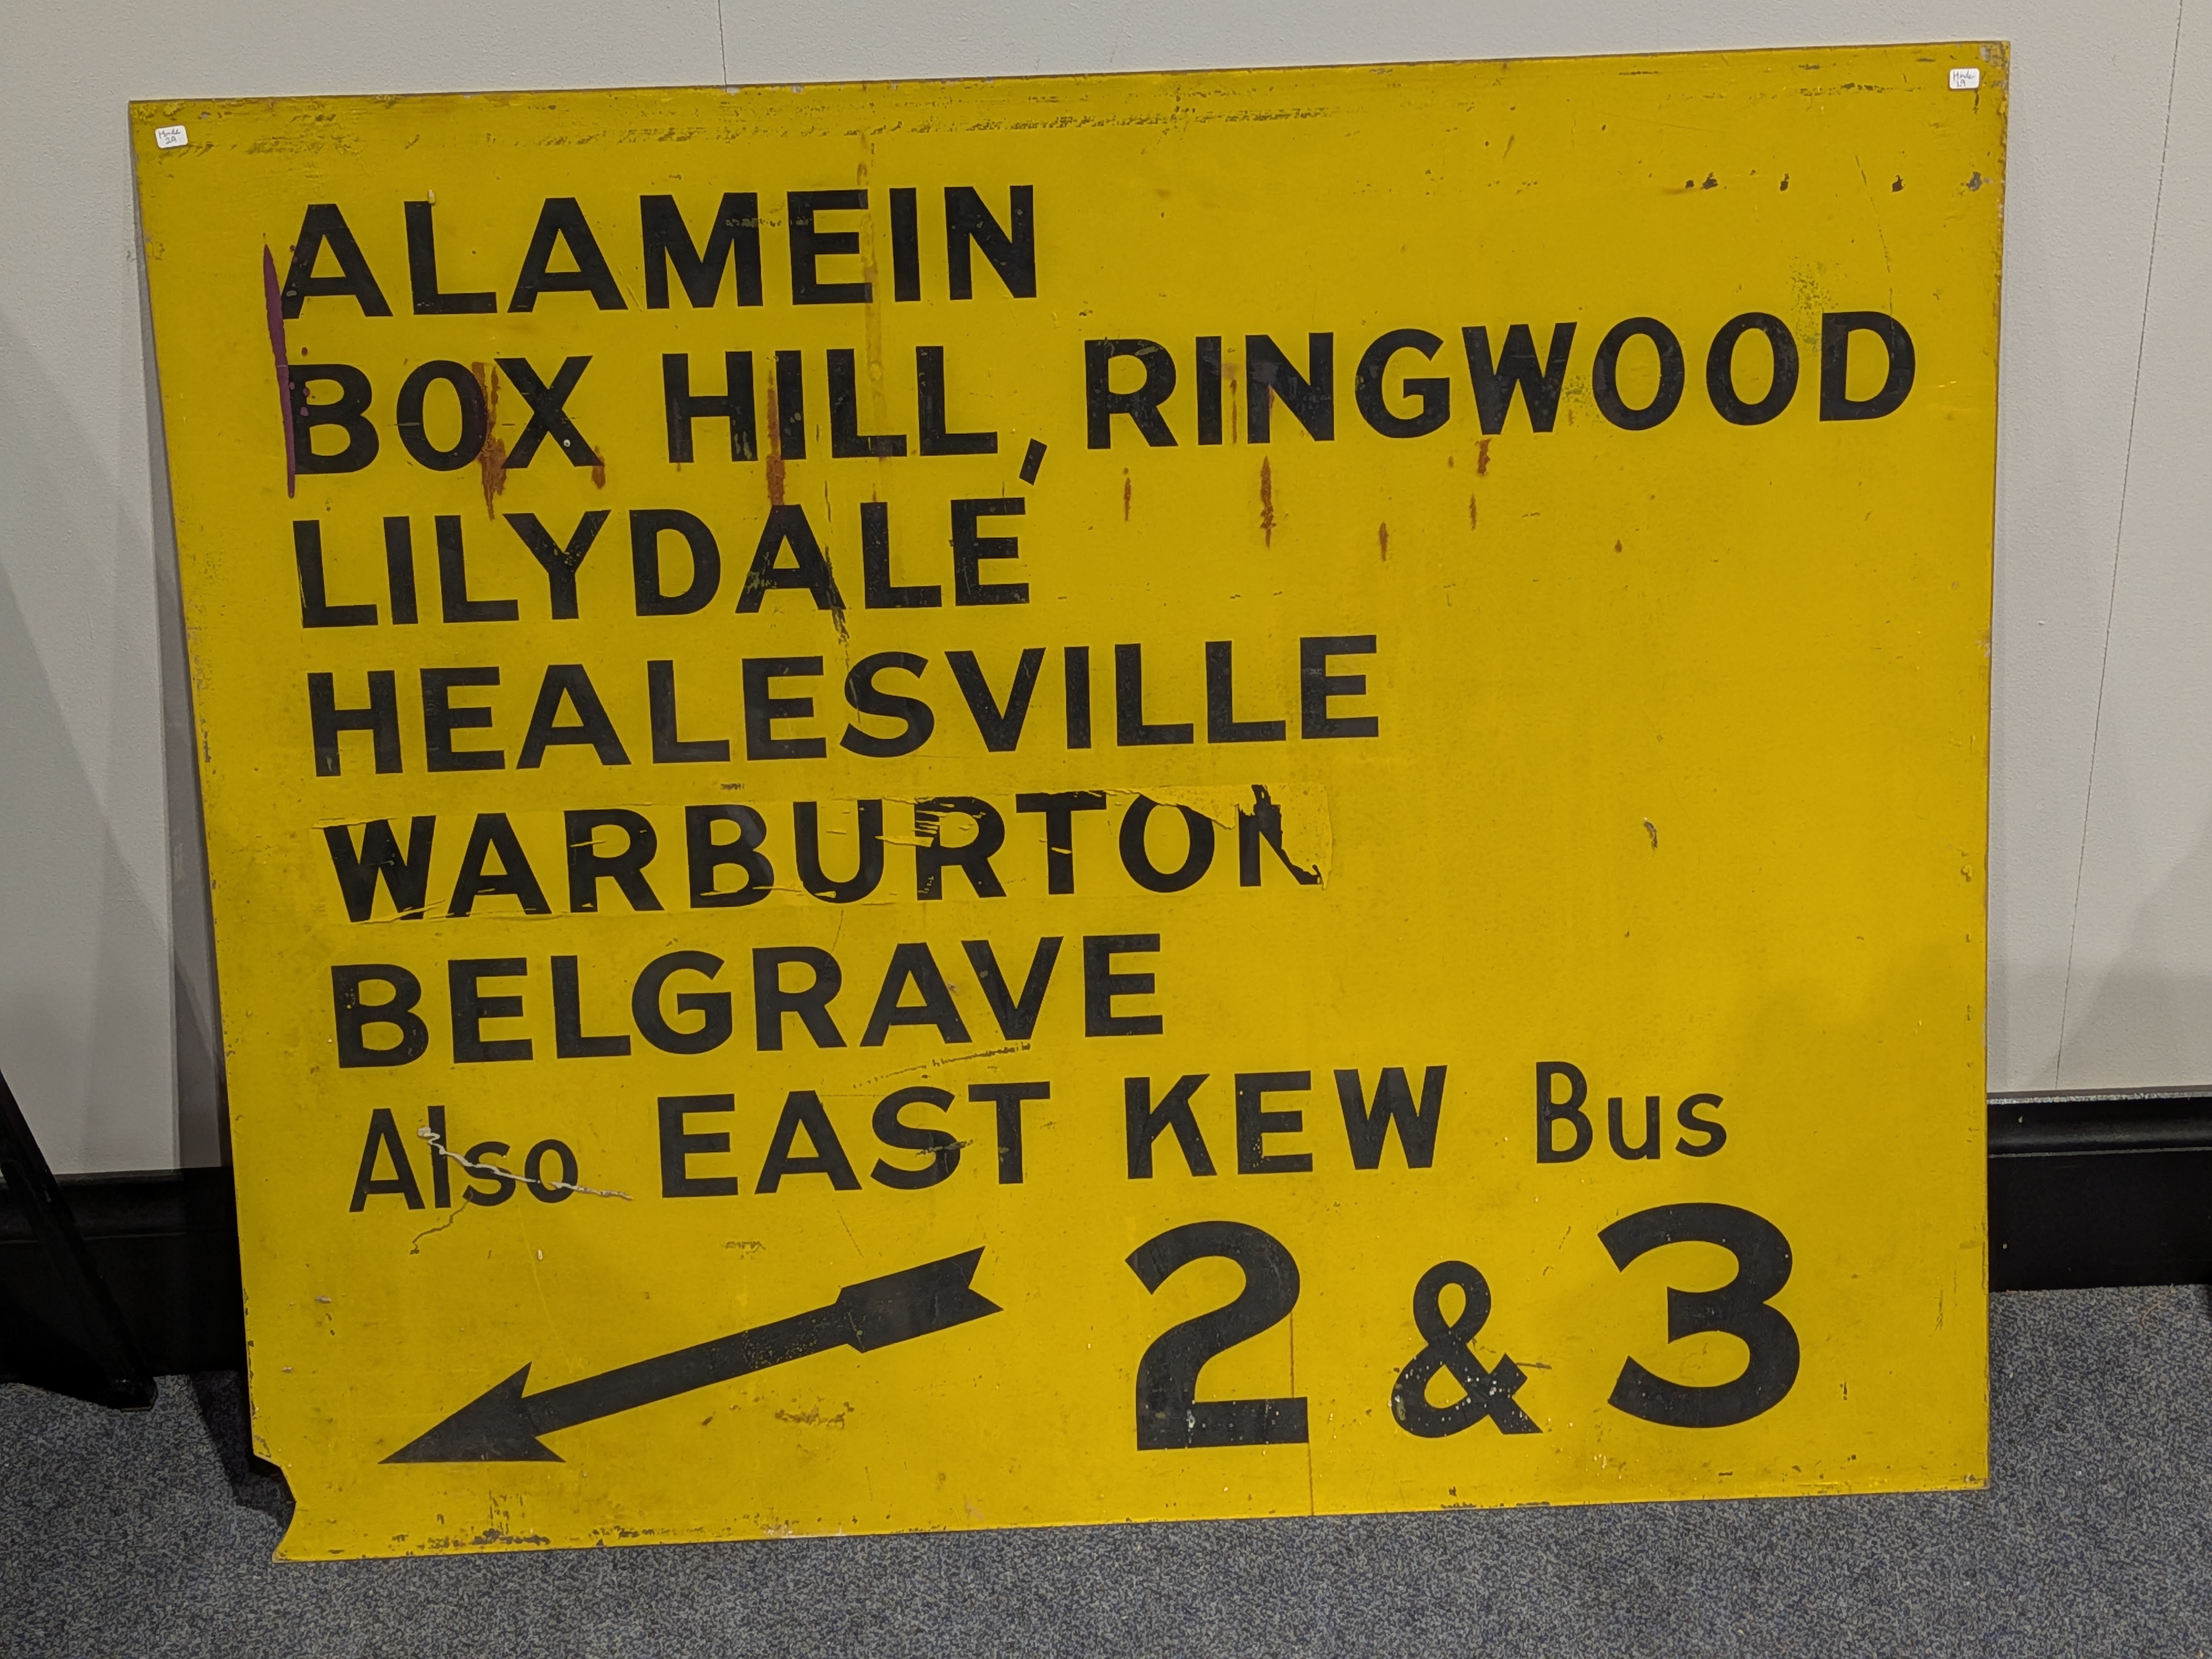 ALAMEIN
BOX HILL, RINGWOOD
LILYDALE
HEALESVILLE
WARBURTON
BELGRAVE
Also EAST KEW Bus
2 & 3